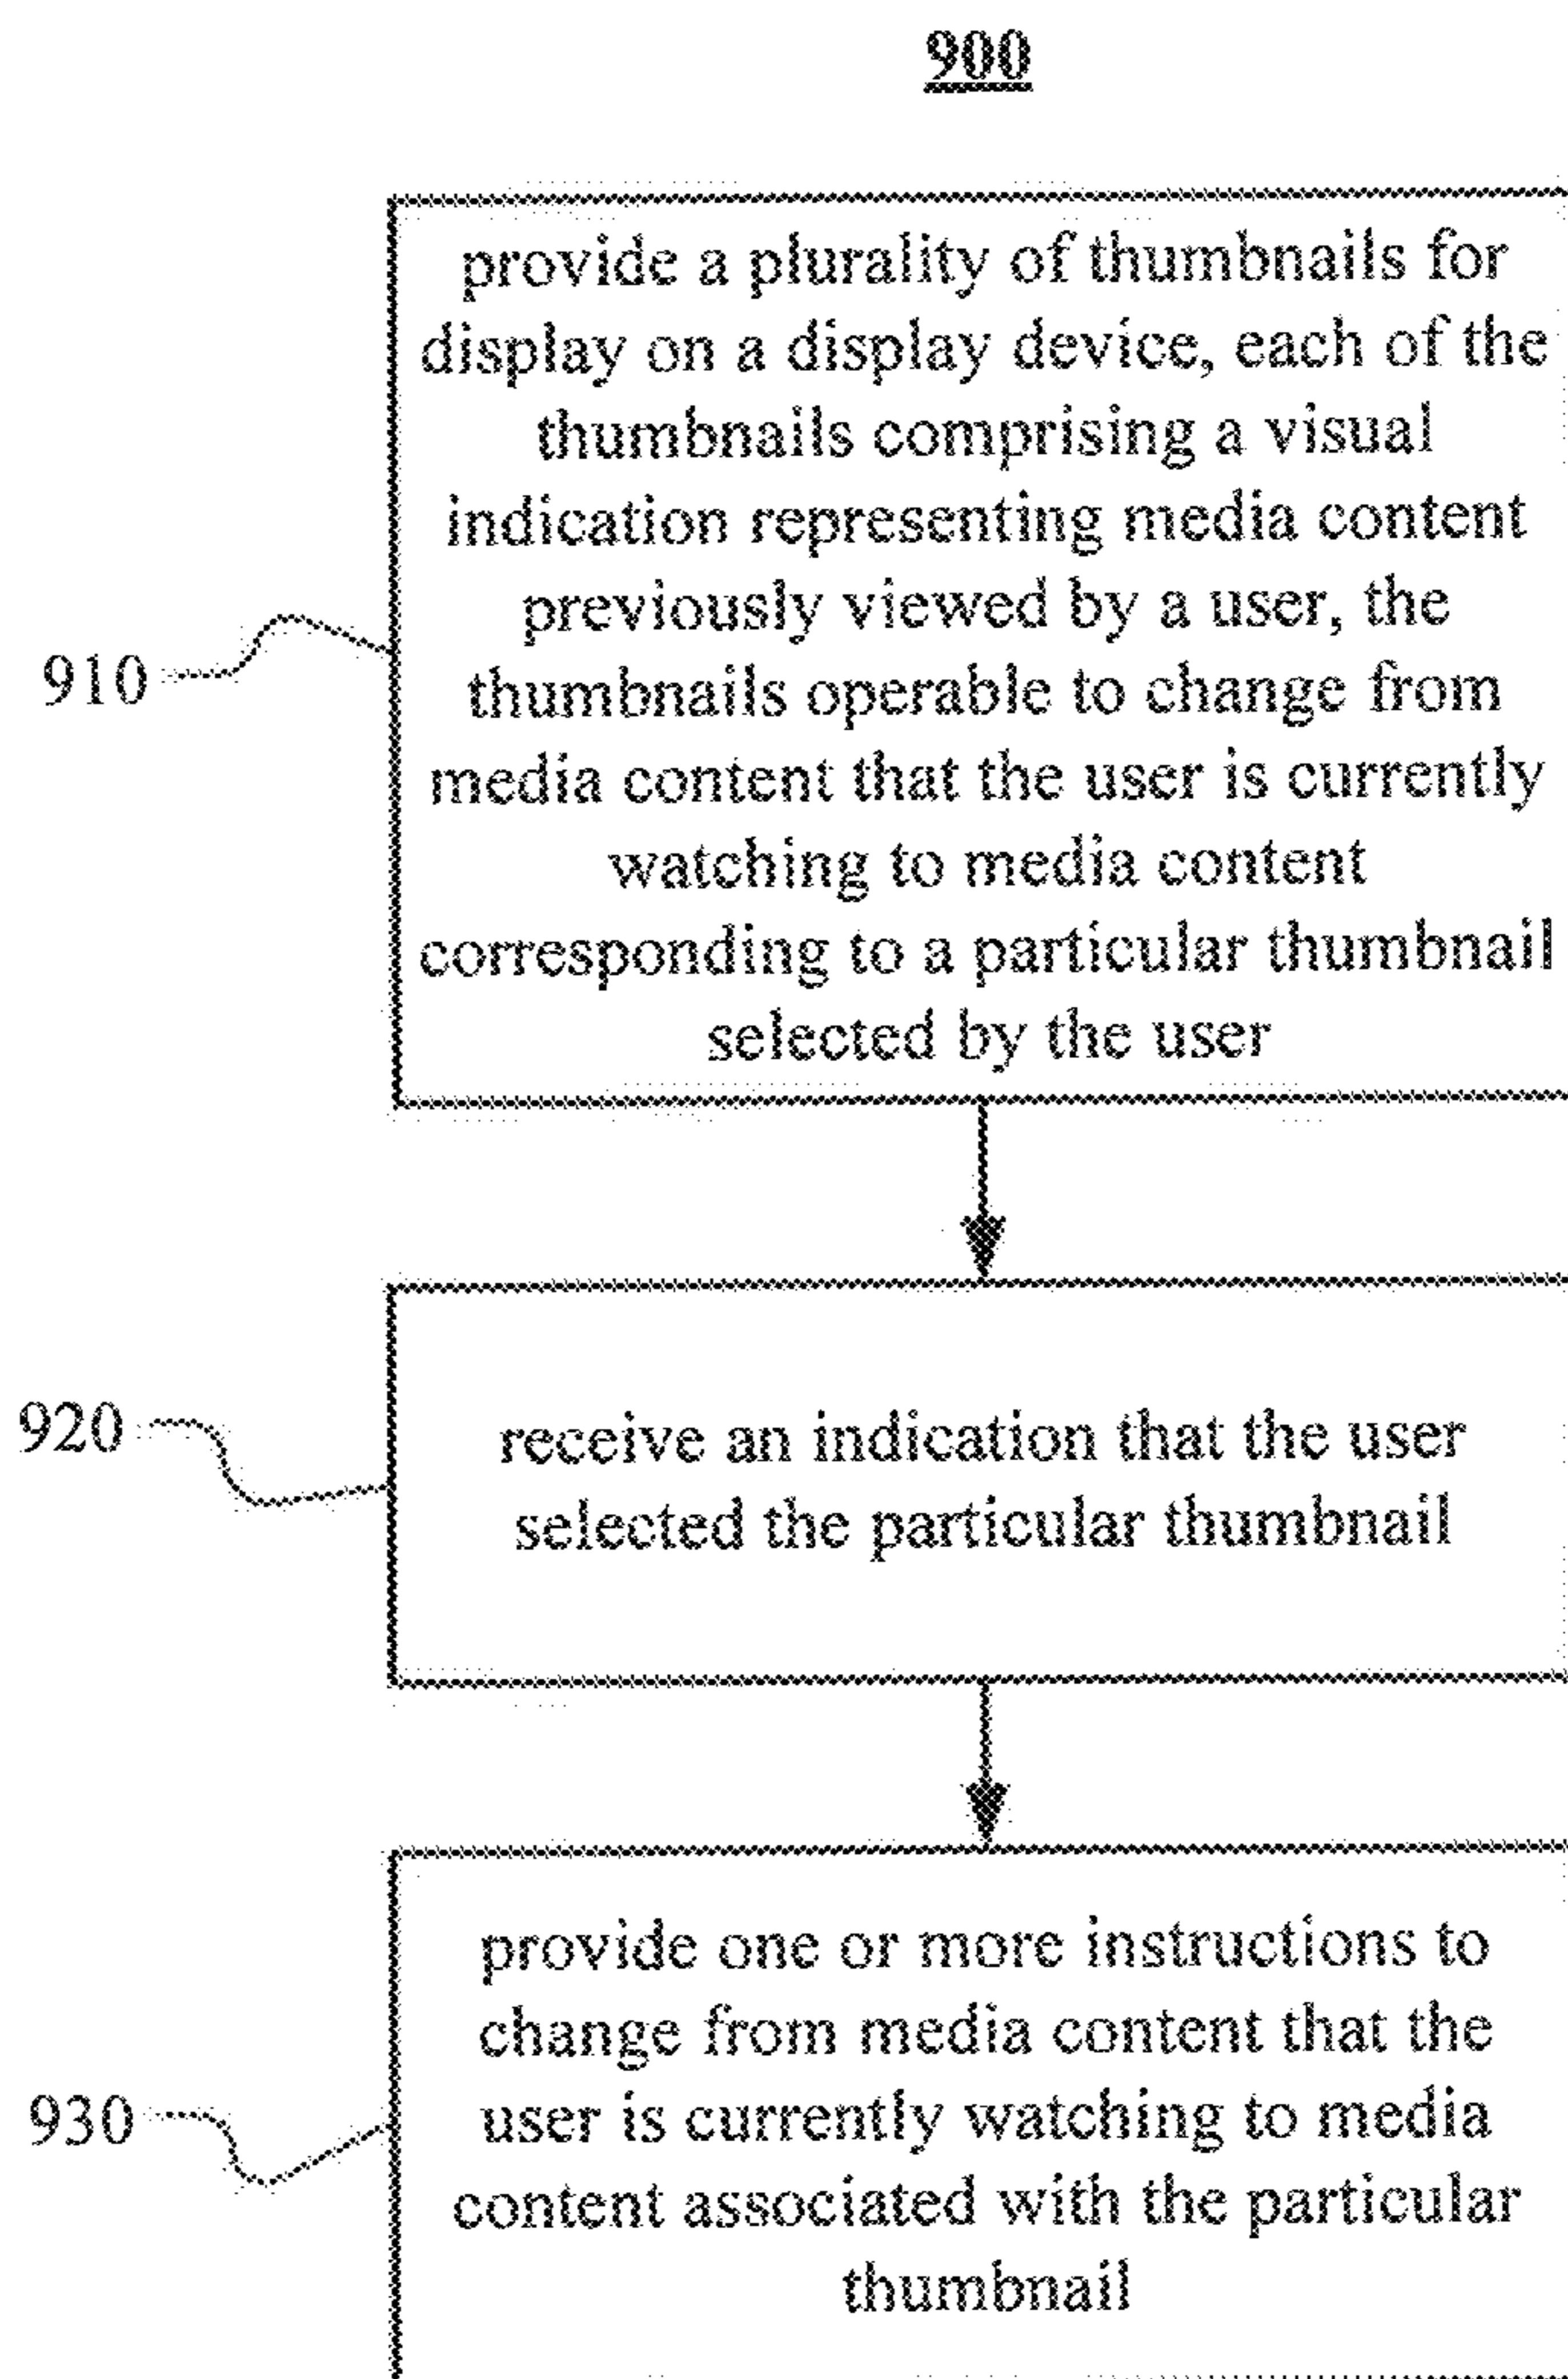 900
provide a plurality of thumbnails for
display on a display device, each of the
thumbnails comprising a visual
indication representing media content
previously viewed by a user, the
thumbnails operable to change from
media content that the user is currently
watching to media content
corresponding to a particular thumbnail
selected by the user
910
receive an indication that the user
selected the particular thumbnail
920
provide one or more instructions to
change from media content that the
user is currently watching to media
content associated with the particular
thumbnail
930